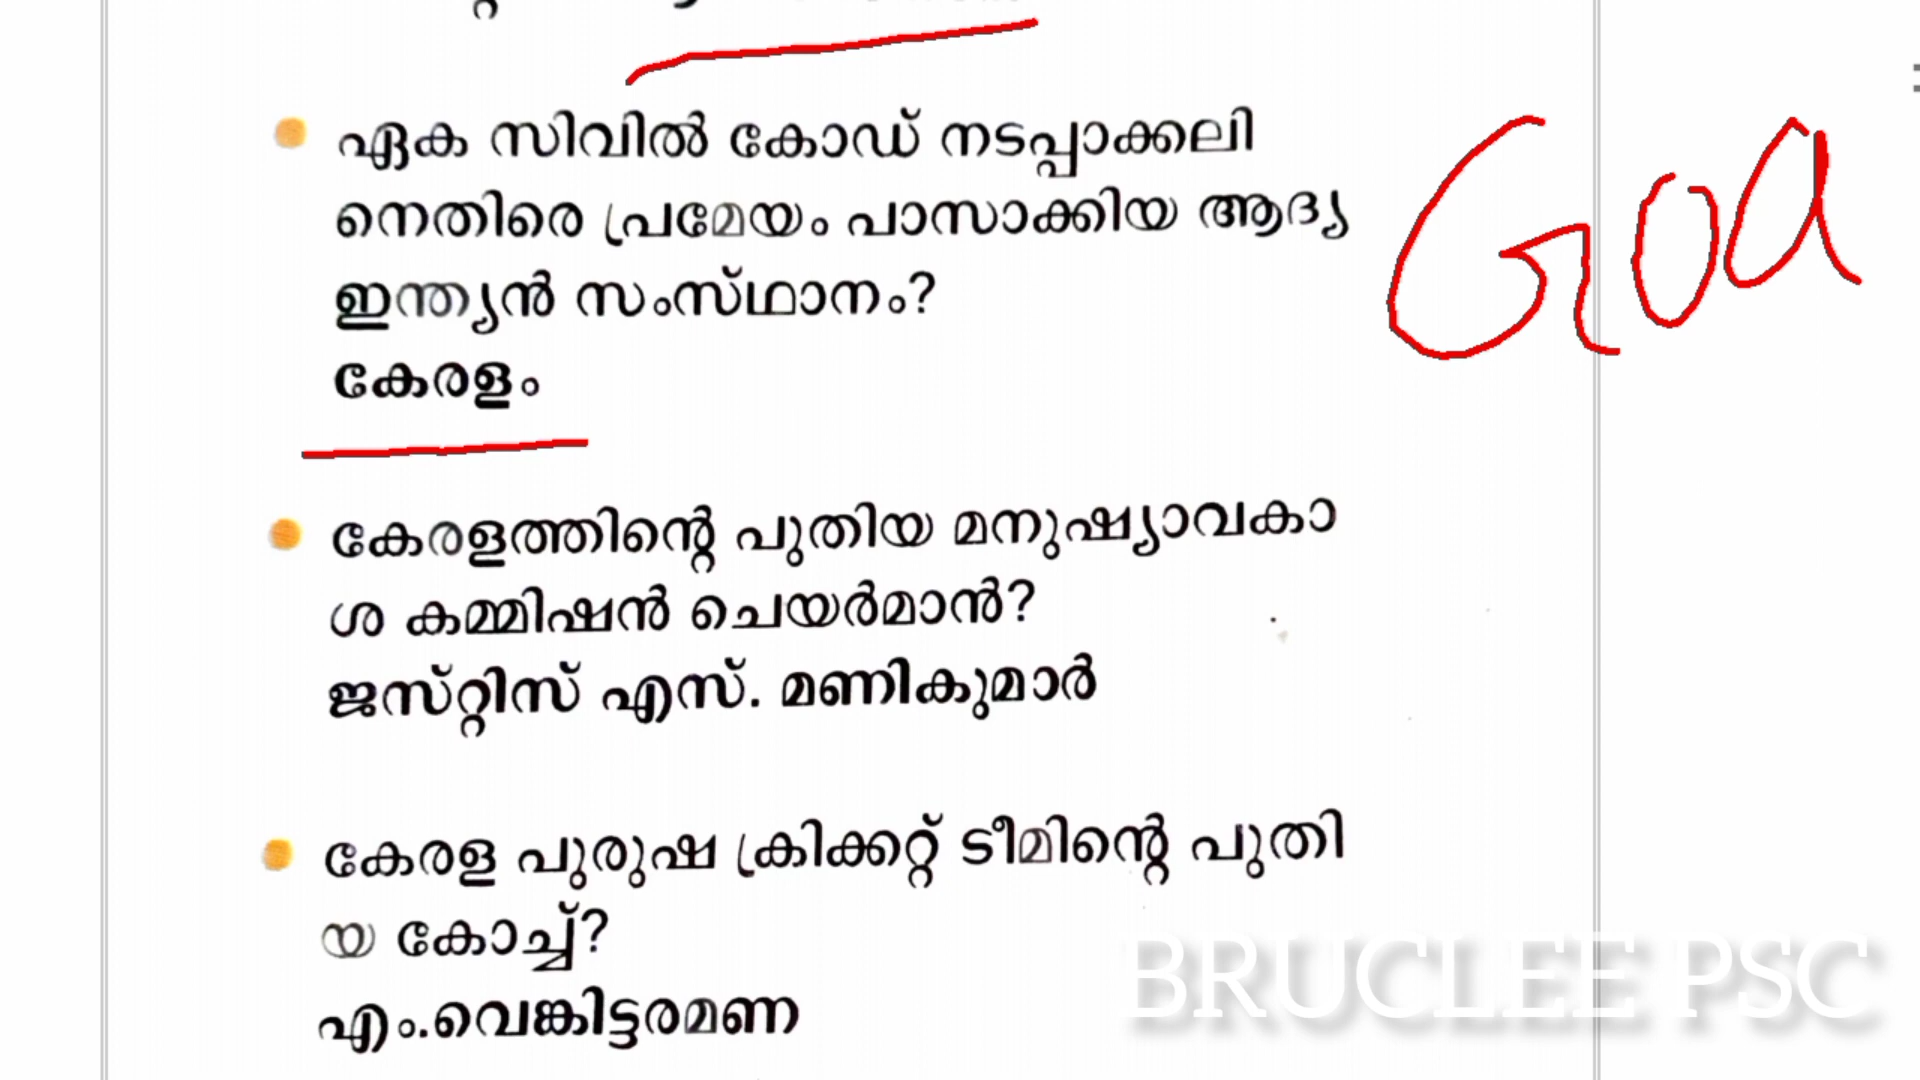 ഏക സിവിൽ കോഡ് നടപ്പാക്കലി
നെതിരെ പ്രമേയം പാസാക്കിയ ആദ്യ
ഇന്ത്യൻ സംസ്ഥാനം?
കേരളം
Goa
കേരളത്തിന്റെ പുതിയ മനുഷ്യാവകാ
ശ കമ്മിഷൻ ചെയർമാൻ?
ജസ്റ്റിസ് എസ്. മണികുമാർ
കേരള പുരുഷ ക്രിക്കറ്റ് ടീമിന്റെ പുതി
യ കോച്ച്?
എം.വെങ്കിട്ടരമണ
BRUCLEE PSC